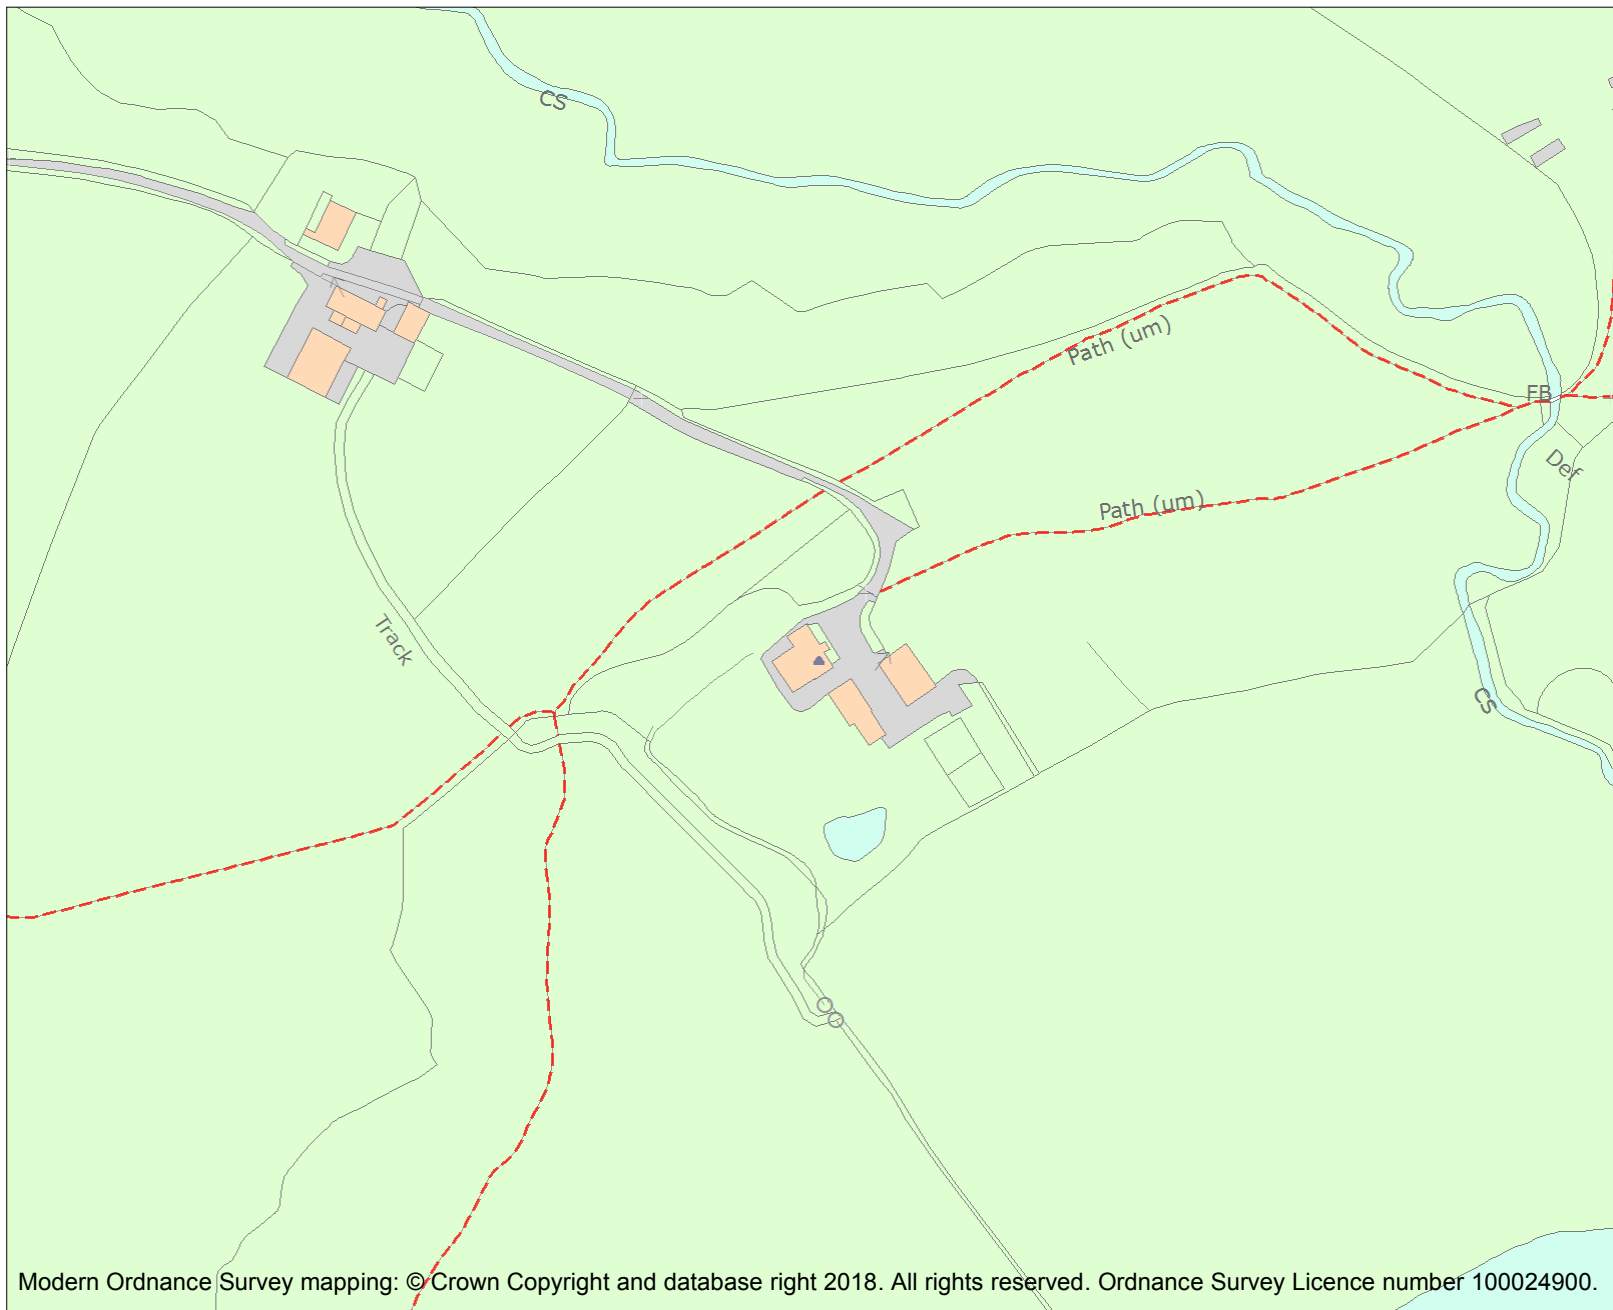 CS
Path (um)
FB
Def
Path (um)
Track
CS
Modern Ordnance Survey mapping: © Crown Copyright and database right 2018. All rights reserved. Ordnance Survey Licence number 100024900.